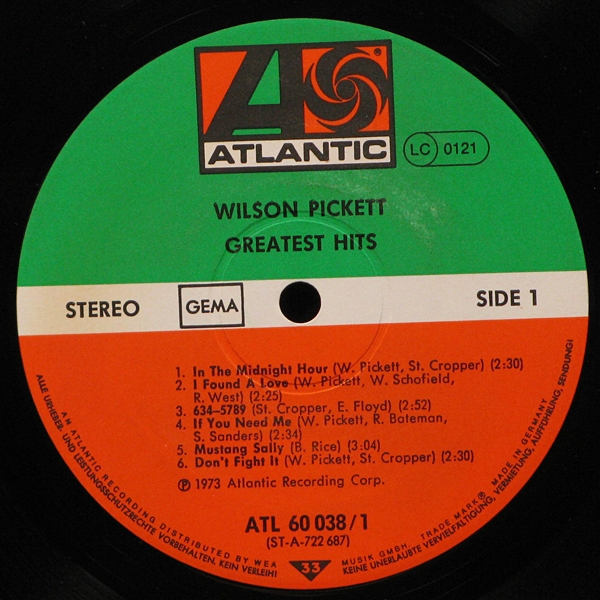 ATLANTIC
®
LC 0121
WILSON PICKETT
GREATEST HITS
STEREO GEMA SIDE 1
1. In The Midnight Hour (W. Pickett, St. Cropper) (2:30)
2. I Found A Love (W. Pickett, W. Schofield,
R. West) (2:25)
3. 634–5789 (St. Cropper, E. Floyd) (2:52)
4. If You Need Me (W. Pickett, R. Bateman,
S. Sanders) (2:34)
5. Mustang Sally (B. Rice) (3:04)
6. Don't Fight It (W. Pickett, St. Cropper) (2:30)
℗ 1973 Atlantic Recording Corp.
ATL 60 038/1
(ST-A-722 687)
33
AN ATLANTIC RECORDING DISTRIBUTED BY WEA MUSIK GMBH. TRADE MARK® MADE IN GERMANY
ALLE URHEBER- UND LEISTUNGSSCHUTZRECHTE VORBEHALTEN. KEIN VERLEIH! KEINE UNERLAUBTE VERVIELFÄLTIGUNG, VERMIETUNG, AUFFÜHRUNG, SENDUNG!